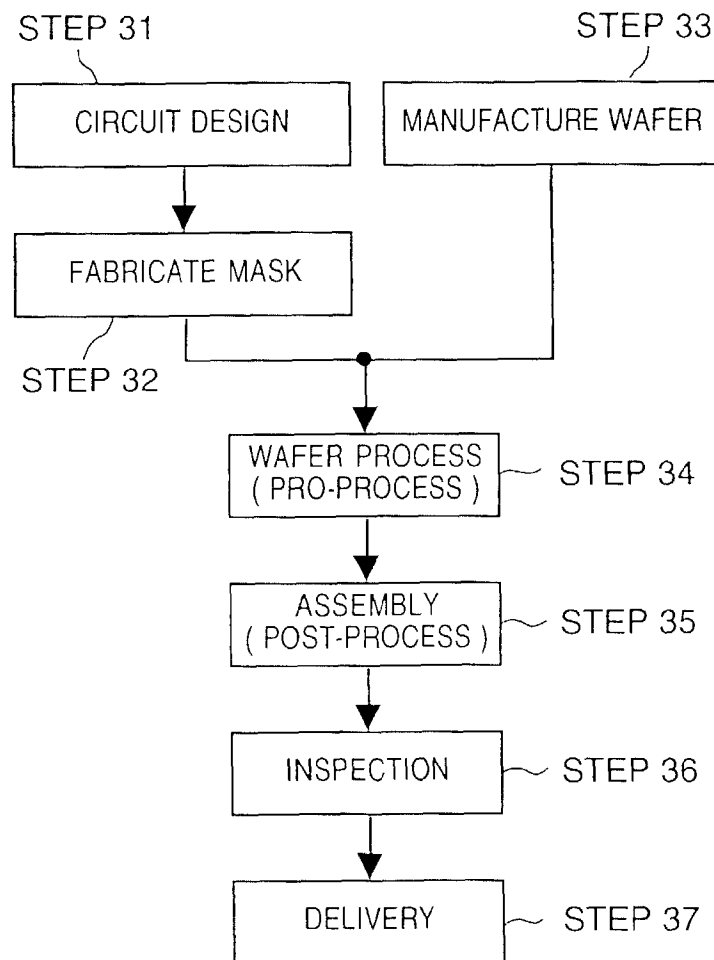 STEP 31
STEP 33
CIRCUIT DESIGN
MANUFACTURE WAFER
FABRICATE MASK
STEP 32
WAFER PROCESS
( PRO-PROCESS )
STEP 34
ASSEMBLY
( POST-PROCESS )
STEP 35
INSPECTION
STEP 36
DELIVERY
STEP 37